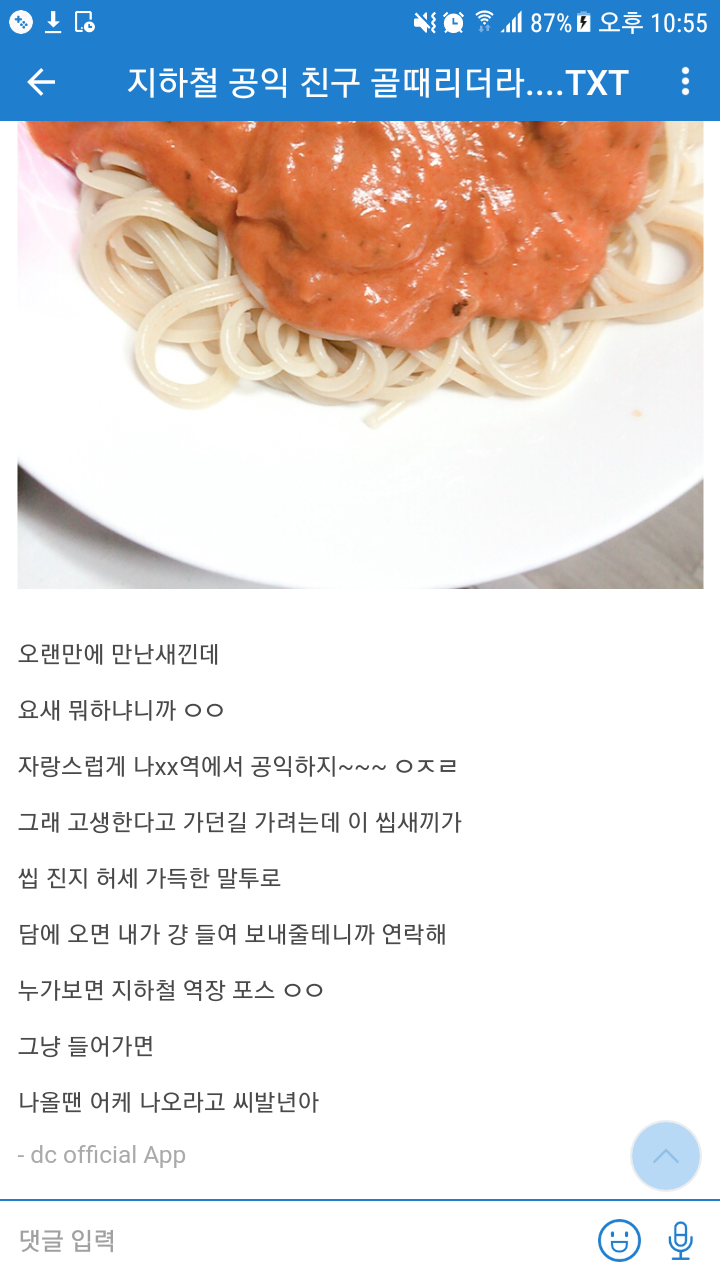 87% 오후 10:55
지하철 공익 친구 골때리더라....TXT
오랜만에 만난새낀데
요새 뭐하냐니까 ㅇㅇ
자랑스럽게 나xx역에서 공익하지~~~ ㅇㅈㄹ
그래 고생한다고 가던길 가려는데 이 씹새끼가
씹 진지 허세 가득한 말투로
담에 오면 내가 걍 들여 보내줄테니까 연락해
누가보면 지하철 역장 포스 ㅇㅇ
그냥 들어가면
나올땐 어케 나오라고 씨발년아
- dc official App
댓글 입력